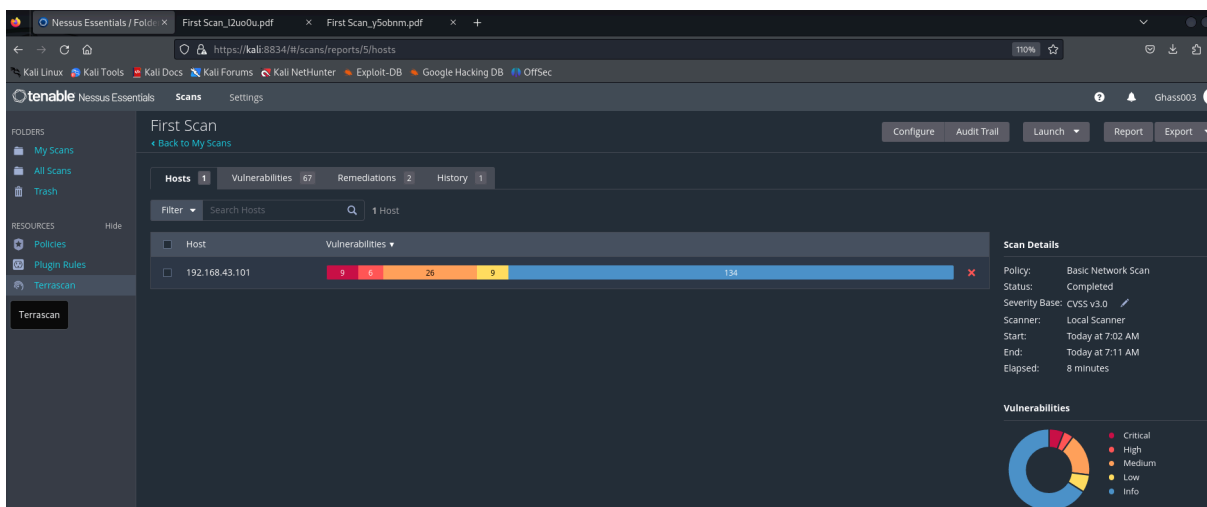 Nessus Essentials / Folde First Scan_l2uo0u.pdf First Scan_y5obnm.pdf
https://kali:8834/#/scans/reports/5/hosts 110%
Kali Linux Kali Tools Kali Docs Kali Forums Kali NetHunter Exploit-DB Google Hacking DB OffSec
tenable Nessus Essentials Scans Settings Ghass003
FOLDERS
My Scans
All Scans
Trash
RESOURCES Hide
Policies
Plugin Rules
Terrascan
Terrascan
First Scan
Back to My Scans
Configure Audit Trail Launch Report Export
Hosts 1 Vulnerabilities 67 Remediations 2 History 1
Filter Search Hosts 1 Host
Host Vulnerabilities
192.168.43.101 9 6 26 9 134
Scan Details
Policy: Basic Network Scan
Status: Completed
Severity Base: CVSS v3.0
Scanner: Local Scanner
Start: Today at 7:02 AM
End: Today at 7:11 AM
Elapsed: 8 minutes
Vulnerabilities
Critical
High
Medium
Low
Info